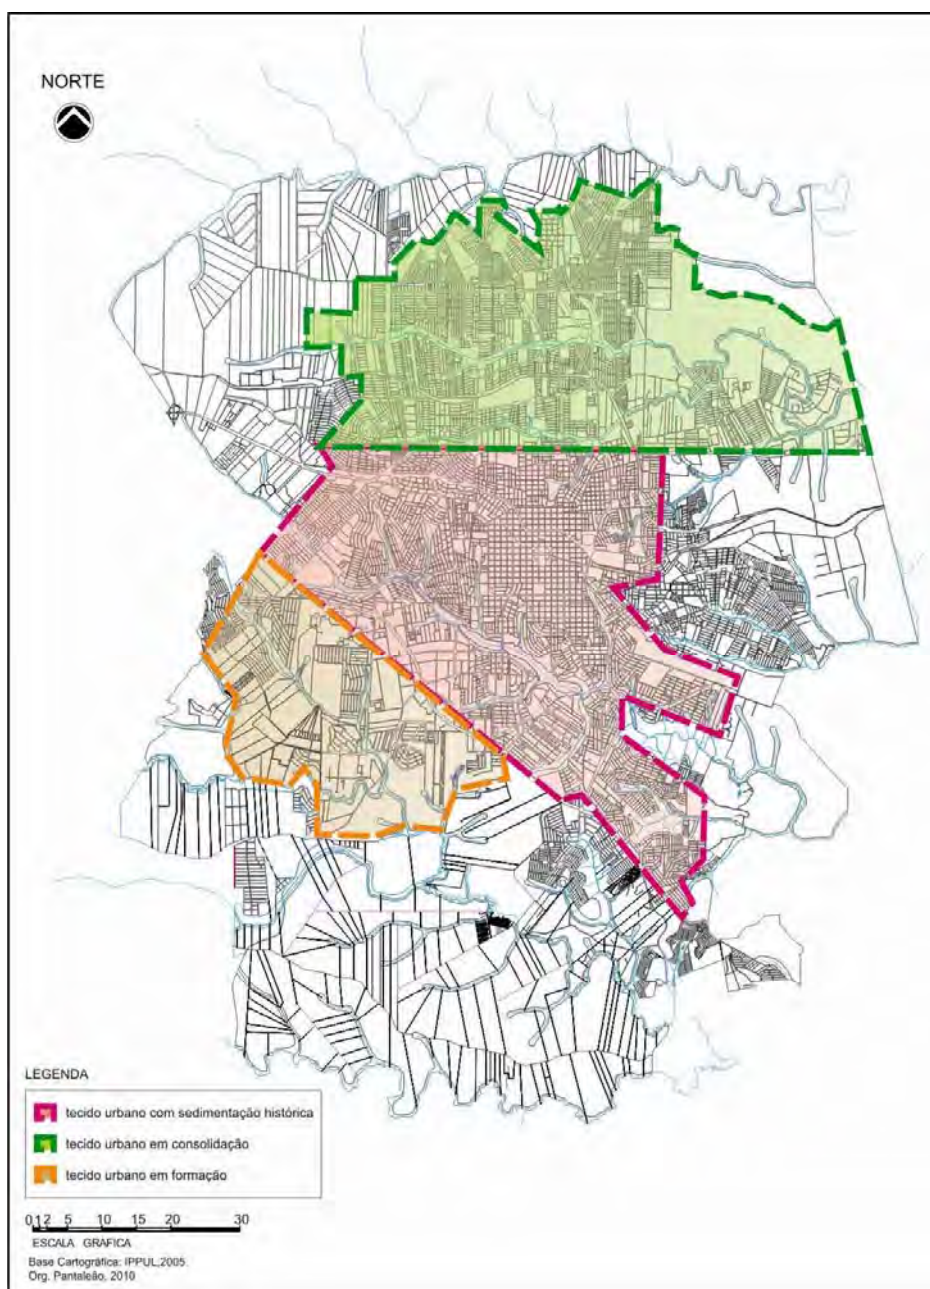 NORTE
LEGENDA
tecido urbano com sedimentação histórica
tecido urbano em consolidação
tecido urbano em formação
0 1 2 5 10 15 20 30
ESCALA GRAFICA
Base Cartográfica: IPPUL,2005
Org. Pantaleão, 2010